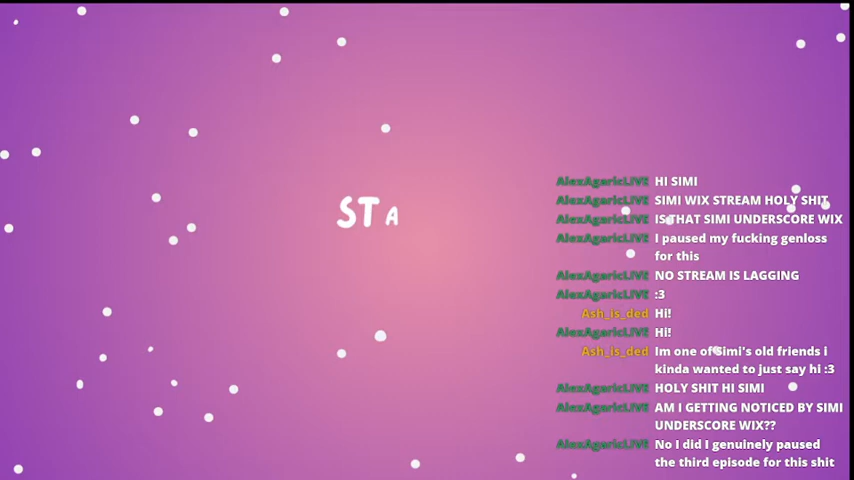 ST A
AlexAgaricLIVE HI SIMI
AlexAgaricLIVE SIMI WIX STREAM HOLY SHIT
AlexAgaricLIVE IS THAT SIMI UNDERSCORE WIX
AlexAgaricLIVE I paused my fucking genloss
for this
AlexAgaricLIVE NO STREAM IS LAGGING
AlexAgaricLIVE :3
Ash_is_ded Hi!
AlexAgaricLIVE Hi!
Ash_is_ded Im one of Simi's old friends i
kinda wanted to just say hi :3
AlexAgaricLIVE HOLY SHIT HI SIMI
AlexAgaricLIVE AM I GETTING NOTICED BY SIMI
UNDERSCORE WIX??
AlexAgaricLIVE No I did I genuinely paused
the third episode for this shit